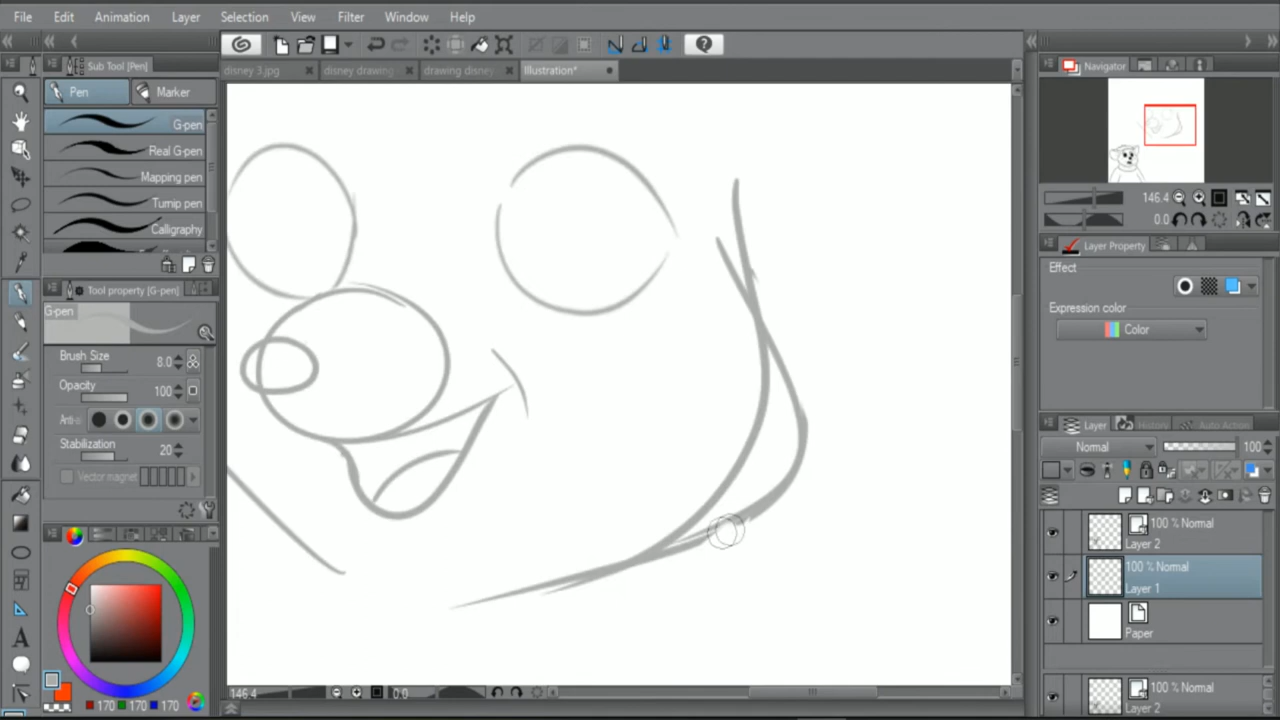 File Edit Animation Layer Selection View Filter Window Help
Sub Tool [Pen]
Pen Marker
G-pen
Real G-pen
Mapping pen
Turnip pen
Calligraphy
Tool property [G-pen]
G-pen
Brush Size 8.0
Opacity 100
Stabilization 20
Vector magnet
170 170 170
disney 3.jpg disney drawing drawing disney Illustration*
146.4 0.0
Navigator
146.4
0.0
Layer Property
Effect
Expression color
Color
Layer History Auto Action
Normal 100
100 % Normal
Layer 2
100 % Normal
Layer 1
Paper
100 % Normal
Layer 2